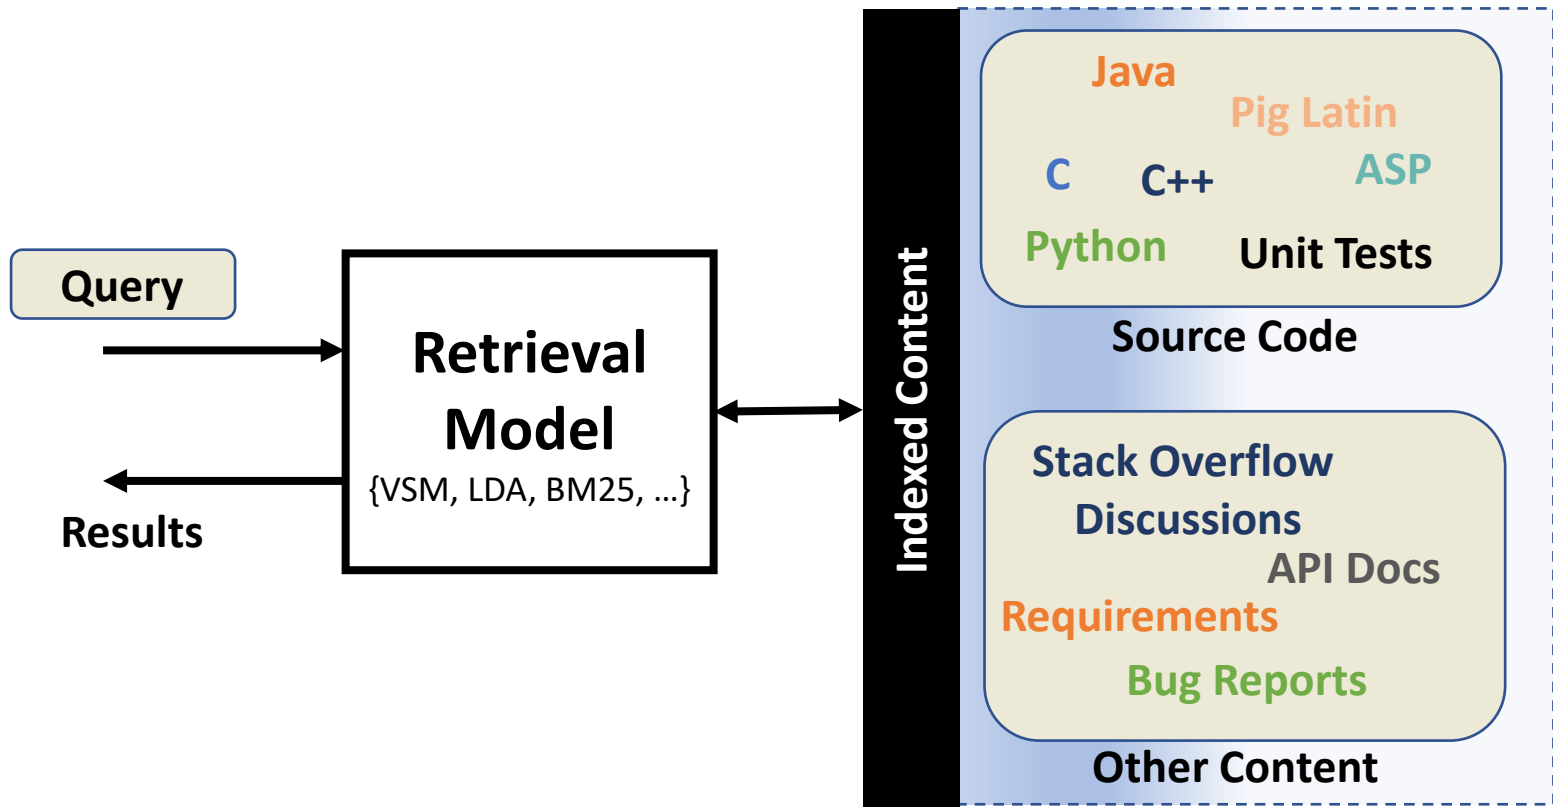 Query
Results
Retrieval
Model
{VSM, LDA, BM25, …}
Indexed Content
Java
Pig Latin
C
C++
ASP
Python
Unit Tests
Source Code
Stack Overflow
Discussions
API Docs
Requirements
Bug Reports
Other Content